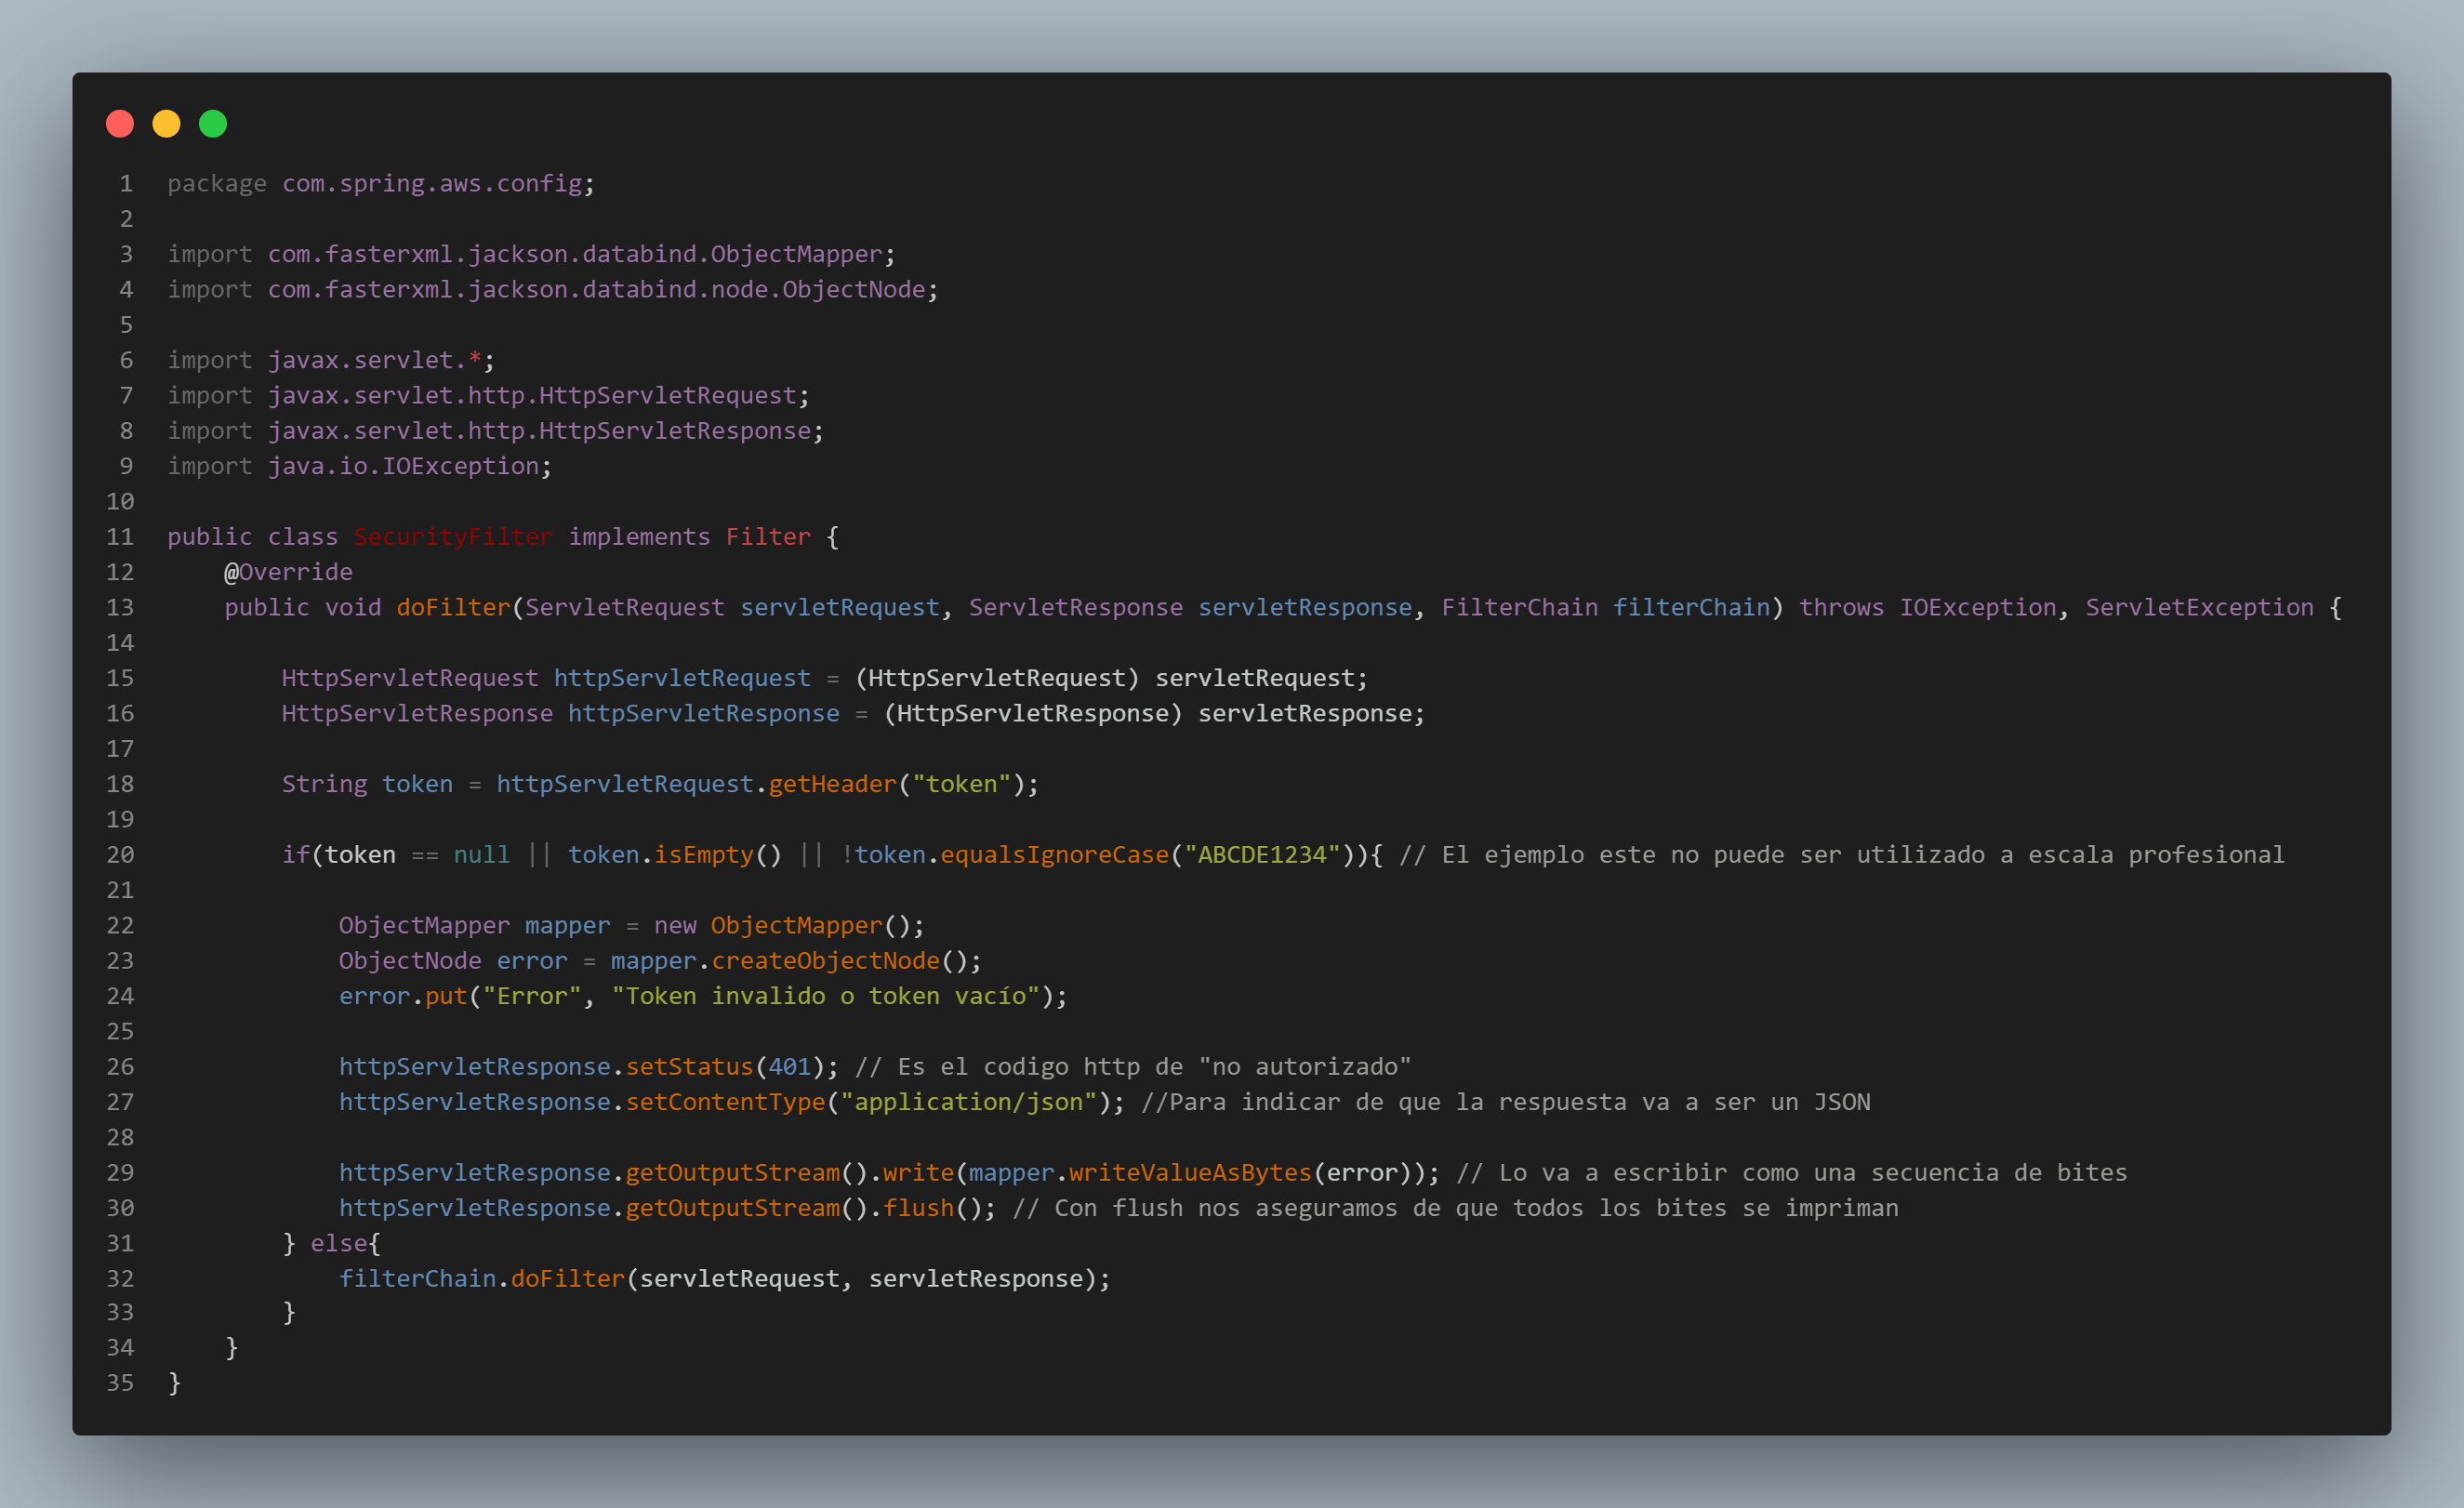 1 package com.spring.aws.config;
2
3 import com.fasterxml.jackson.databind.ObjectMapper;
4 import com.fasterxml.jackson.databind.node.ObjectNode;
5
6 import javax.servlet.*;
7 import javax.servlet.http.HttpServletRequest;
8 import javax.servlet.http.HttpServletResponse;
9 import java.io.IOException;
10
11 public class SecurityFilter implements Filter {
12     @Override
13     public void doFilter(ServletRequest servletRequest, ServletResponse servletResponse, FilterChain filterChain) throws IOException, ServletException {
14
15         HttpServletRequest httpServletRequest = (HttpServletRequest) servletRequest;
16         HttpServletResponse httpServletResponse = (HttpServletResponse) servletResponse;
17
18         String token = httpServletRequest.getHeader("token");
19
20         if(token == null || token.isEmpty() || !token.equalsIgnoreCase("ABCDE1234")){ // El ejemplo este no puede ser utilizado a escala profesional
21
22             ObjectMapper mapper = new ObjectMapper();
23             ObjectNode error = mapper.createObjectNode();
24             error.put("Error", "Token invalido o token vacío");
25
26             httpServletResponse.setStatus(401); // Es el codigo http de "no autorizado"
27             httpServletResponse.setContentType("application/json"); //Para indicar de que la respuesta va a ser un JSON
28
29             httpServletResponse.getOutputStream().write(mapper.writeValueAsBytes(error)); // Lo va a escribir como una secuencia de bites
30             httpServletResponse.getOutputStream().flush(); // Con flush nos aseguramos de que todos los bites se impriman
31         } else{
32             filterChain.doFilter(servletRequest, servletResponse);
33         }
34     }
35 }